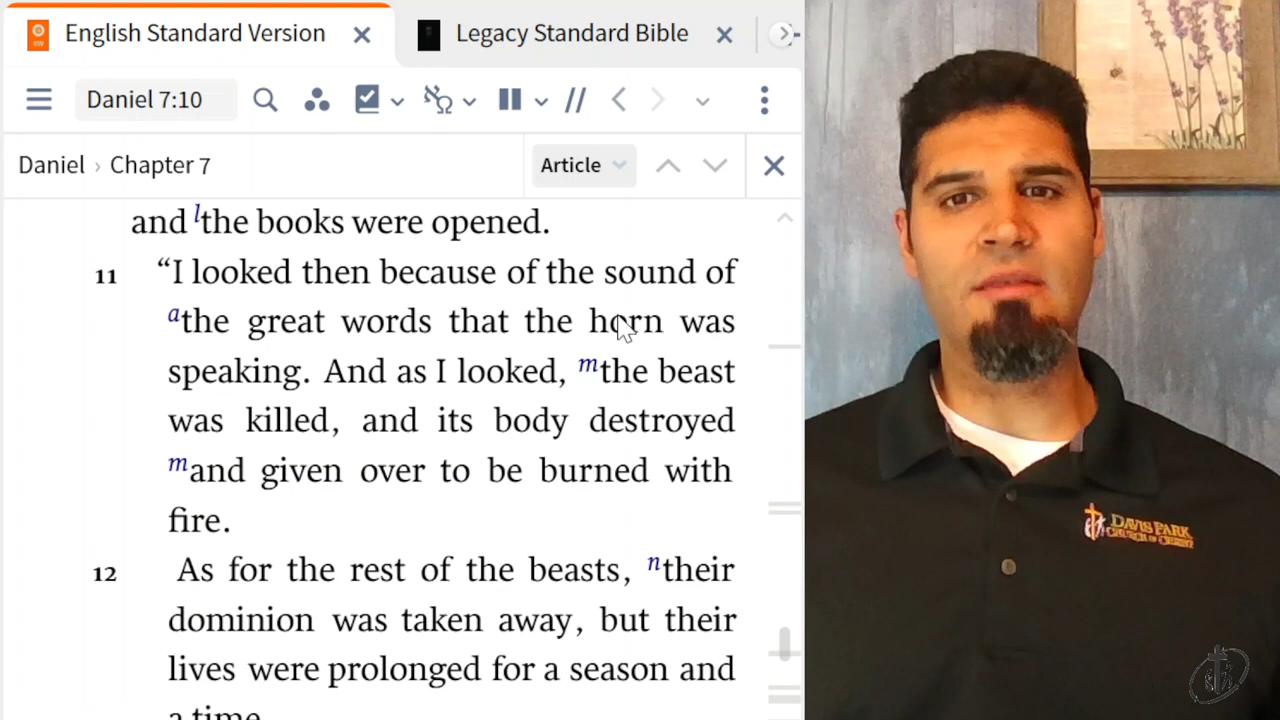 English Standard Version
Legacy Standard Bible
Daniel 7:10
Daniel › Chapter 7
Article
and lthe books were opened.
11 “I looked then because of the sound of
athe great words that the horn was
speaking. And as I looked, mthe beast
was killed, and its body destroyed
mand given over to be burned with
fire.
12 As for the rest of the beasts, ntheir
dominion was taken away, but their
lives were prolonged for a season and
a time.
DAVIS PARK
CHURCH OF CHRIST